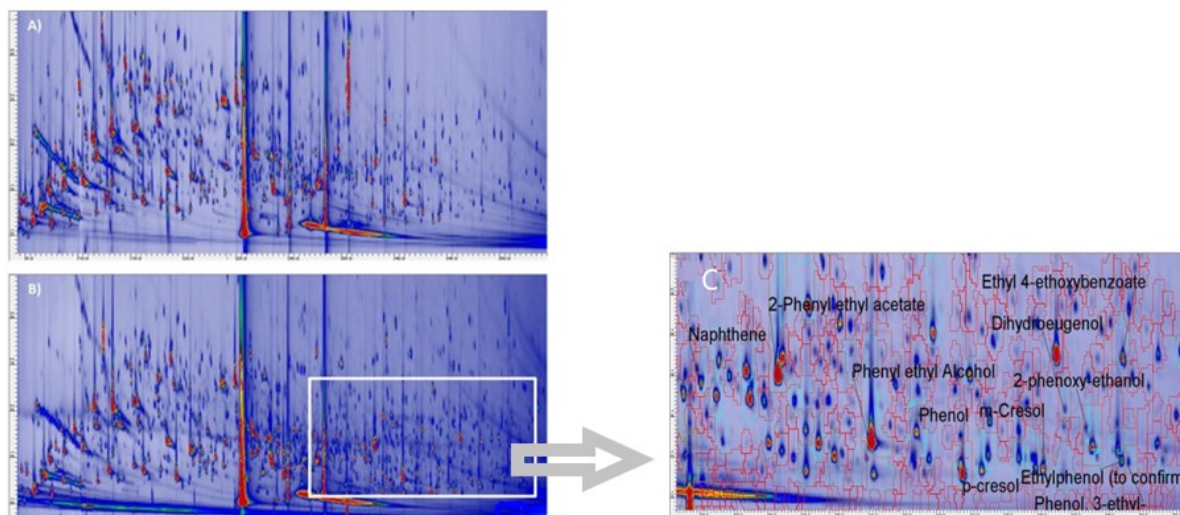 A)
B)
C
Ethyl 4-ethoxybenzoate
2-Phenyl ethyl acetate
Dihydroeugenol
Naphthene
Phenyl ethyl Alcohol
2-phenoxy-ethanol
Phenol
m-Cresol
p-cresol
Ethylphenol (to confirm
Phenol. 3-ethyl-